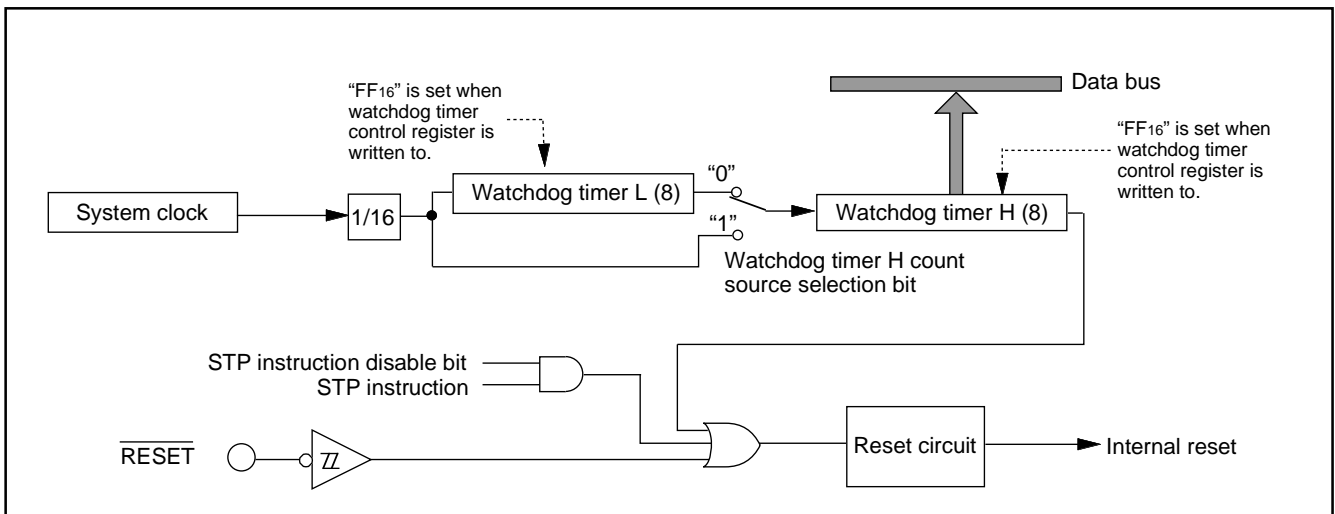 Data bus
“FF16” is set when
watchdog timer
control register is
written to.
“FF16” is set when
watchdog timer
control register is
written to.
System clock
1/16
Watchdog timer L (8)
“0”
“1”
Watchdog timer H (8)
Watchdog timer H count
source selection bit
STP instruction disable bit
STP instruction
RESET
Reset circuit
Internal reset